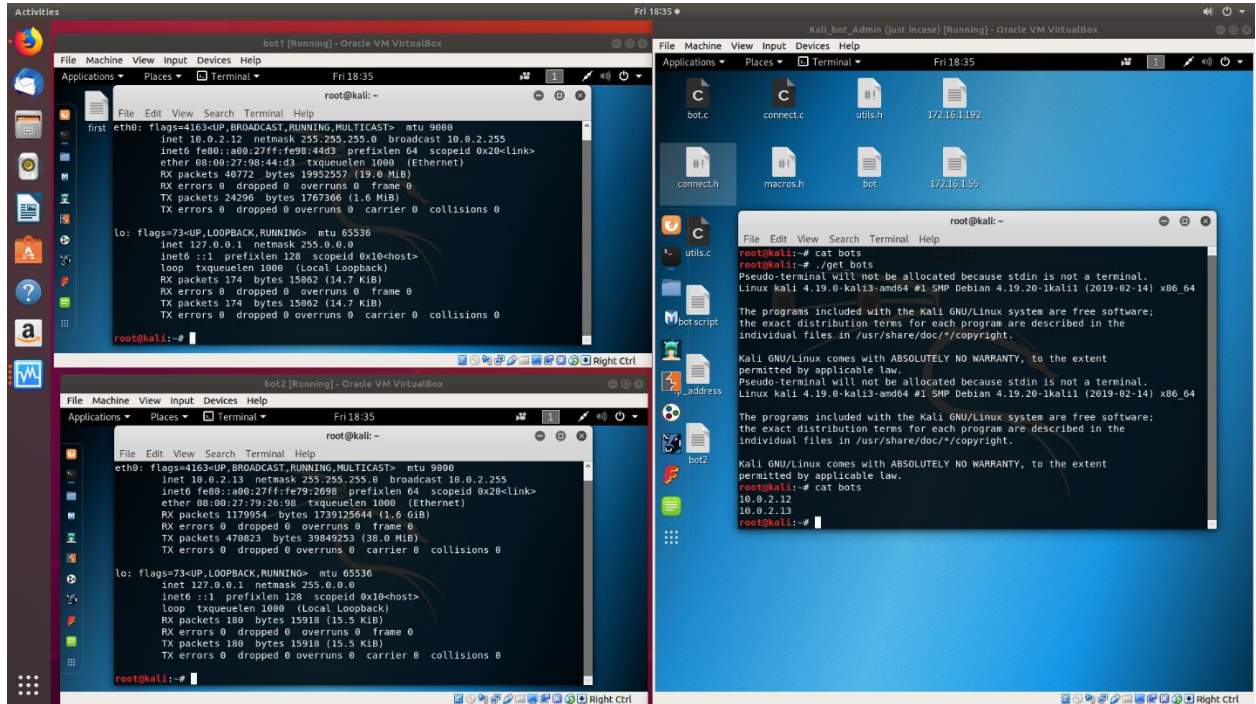 Activities
Fri 18:35
bot1 [Running] - Oracle VM VirtualBox
File Machine View Input Devices Help
Applications Places Terminal Fri 18:35 1
root@kali: ~
File Edit View Search Terminal Help
first
eth0: flags=4163<UP,BROADCAST,RUNNING,MULTICAST> mtu 9000
inet 10.0.2.12 netmask 255.255.255.0 broadcast 10.0.2.255
inet6 fe80::a00:27ff:fe98:44d3 prefixlen 64 scopeid 0x20<link>
ether 08:00:27:98:44:d3 txqueuelen 1000 (Ethernet)
RX packets 40772 bytes 19952557 (19.0 MiB)
RX errors 0 dropped 0 overruns 0 frame 0
TX packets 24296 bytes 1767366 (1.6 MiB)
TX errors 0 dropped 0 overruns 0 carrier 0 collisions 0
lo: flags=73<UP,LOOPBACK,RUNNING> mtu 65536
inet 127.0.0.1 netmask 255.0.0.0
inet6 ::1 prefixlen 128 scopeid 0x10<host>
loop txqueuelen 1000 (Local Loopback)
RX packets 174 bytes 15062 (14.7 KiB)
RX errors 0 dropped 0 overruns 0 frame 0
TX packets 174 bytes 15062 (14.7 KiB)
TX errors 0 dropped 0 overruns 0 carrier 0 collisions 0
root@kali:~#
Right Ctrl
bot2 [Running] - Oracle VM VirtualBox
File Machine View Input Devices Help
Applications Places Terminal Fri 18:35 1
root@kali: ~
File Edit View Search Terminal Help
eth0: flags=4163<UP,BROADCAST,RUNNING,MULTICAST> mtu 9000
inet 10.0.2.13 netmask 255.255.255.0 broadcast 10.0.2.255
inet6 fe80::a00:27ff:fe79:2698 prefixlen 64 scopeid 0x20<link>
ether 08:00:27:79:26:98 txqueuelen 1000 (Ethernet)
RX packets 1179954 bytes 1739125644 (1.6 GiB)
RX errors 0 dropped 0 overruns 0 frame 0
TX packets 470823 bytes 39849253 (38.0 MiB)
TX errors 0 dropped 0 overruns 0 carrier 0 collisions 0
lo: flags=73<UP,LOOPBACK,RUNNING> mtu 65536
inet 127.0.0.1 netmask 255.0.0.0
inet6 ::1 prefixlen 128 scopeid 0x10<host>
loop txqueuelen 1000 (Local Loopback)
RX packets 180 bytes 15918 (15.5 KiB)
RX errors 0 dropped 0 overruns 0 frame 0
TX packets 180 bytes 15918 (15.5 KiB)
TX errors 0 dropped 0 overruns 0 carrier 0 collisions 0
root@kali:~#
Right Ctrl
Kali_bot_Admin (Just incase) [Running] - Oracle VM VirtualBox
File Machine View Input Devices Help
Applications Places Terminal Fri 18:35 1
bot.c connect.c utils.h 172.16.1.192
connect.h macros.h bot 172.16.1.55
utils.c
bot script
ip_address
bot2
root@kali: ~
File Edit View Search Terminal Help
root@kali:~# cat bots
root@kali:~# ./get_bots
Pseudo-terminal will not be allocated because stdin is not a terminal.
Linux kali 4.19.0-kali3-amd64 #1 SMP Debian 4.19.20-1kali1 (2019-02-14) x86_64
The programs included with the Kali GNU/Linux system are free software;
the exact distribution terms for each program are described in the
individual files in /usr/share/doc/*/copyright.
Kali GNU/Linux comes with ABSOLUTELY NO WARRANTY, to the extent
permitted by applicable law.
Pseudo-terminal will not be allocated because stdin is not a terminal.
Linux kali 4.19.0-kali3-amd64 #1 SMP Debian 4.19.20-1kali1 (2019-02-14) x86_64
The programs included with the Kali GNU/Linux system are free software;
the exact distribution terms for each program are described in the
individual files in /usr/share/doc/*/copyright.
Kali GNU/Linux comes with ABSOLUTELY NO WARRANTY, to the extent
permitted by applicable law.
root@kali:~# cat bots
10.0.2.12
10.0.2.13
root@kali:~#
Right Ctrl